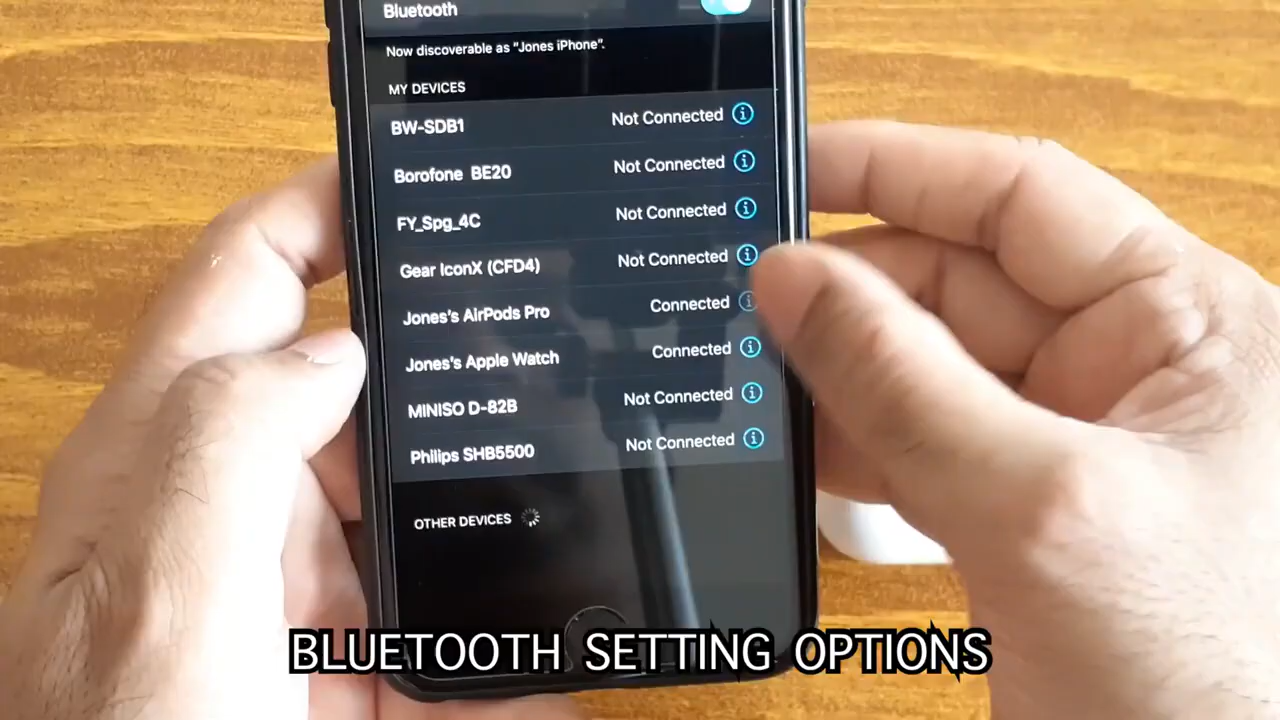 Bluetooth
Now discoverable as “Jones iPhone”.
MY DEVICES
BW-SDB1 Not Connected
Borofone BE20 Not Connected
FY_Spg_4C Not Connected
Gear IconX (CFD4) Not Connected
Jones's AirPods Pro Connected
Jones's Apple Watch Connected
MINISO D-82B Not Connected
Philips SHB5500 Not Connected
OTHER DEVICES
BLUETOOTH SETTING OPTIONS